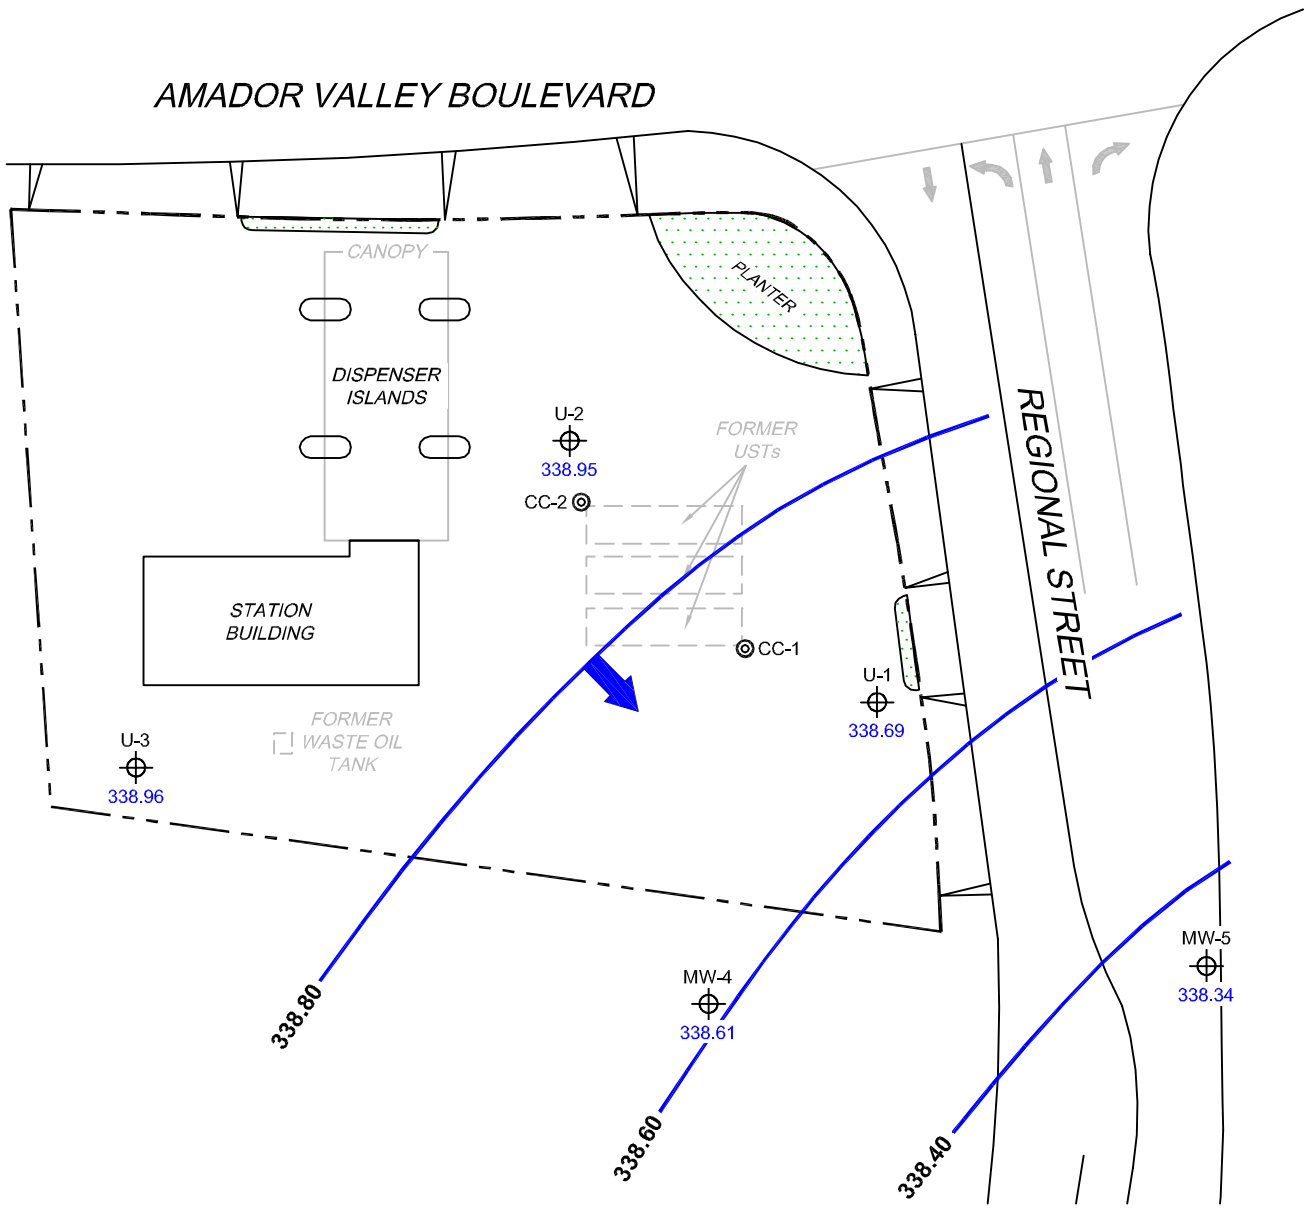 AMADOR VALLEY BOULEVARD
CANOPY
PLANTER
DISPENSER
ISLANDS
REGIONAL STREET
U-2
338.95
FORMER
USTs
CC-2
STATION
BUILDING
CC-1
U-1
338.69
FORMER
WASTE OIL
TANK
U-3
338.96
MW-4
338.61
MW-5
338.34
338.80
338.60
338.40